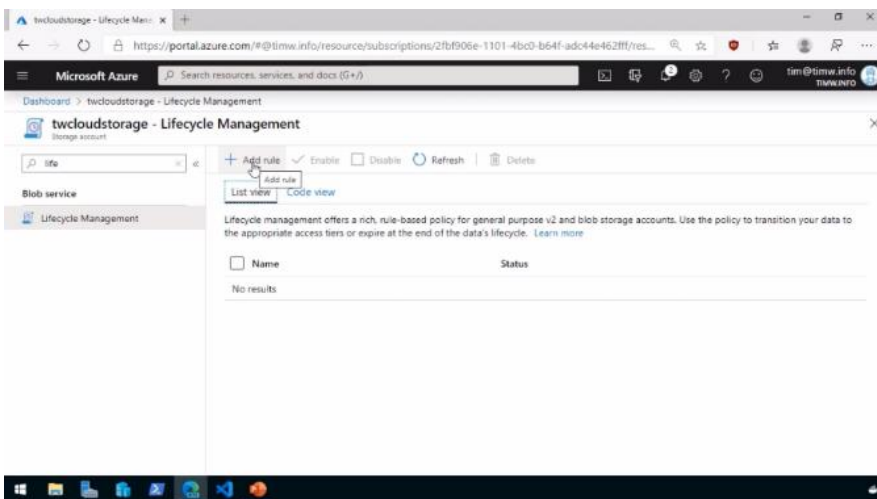 twcloudstorage - Lifecycle Mana
https://portal.azure.com/#@timw.info/resource/subscriptions/2fbf906e-1101-4bc0-b64f-adc44e462fff/res...
Microsoft Azure
Search resources, services, and docs (G+/)
2
tim@timw.info
TIMW.INFO
Dashboard > twcloudstorage - Lifecycle Management
twcloudstorage - Lifecycle Management
Storage account
life
Add rule Enable Disable Refresh Delete
Add rule
Blob service
List view Code view
Lifecycle Management
Lifecycle management offers a rich, rule-based policy for general purpose v2 and blob storage accounts. Use the policy to transition your data to
the appropriate access tiers or expire at the end of the data's lifecycle. Learn more
Name Status
No results